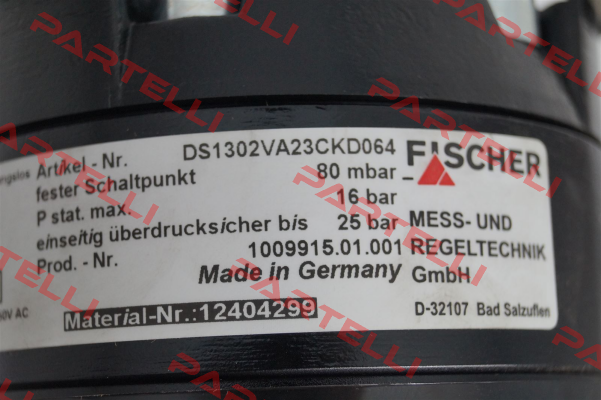 Artikel - Nr. DS1302VA23CKD064
fester Schaltpunkt 80 mbar
P stat. max. 16 bar
einseitig überdrucksicher bis 25 bar
Prod. - Nr. 1009915.01.001
Made in Germany
Material-Nr.:12404299
FISCHER
MESS- UND
REGELTECHNIK
GmbH
D-32107 Bad Salzuflen
V AC
PARTELLI
PARTELLI
PARTELLI
PARTELLI
PARTELLI